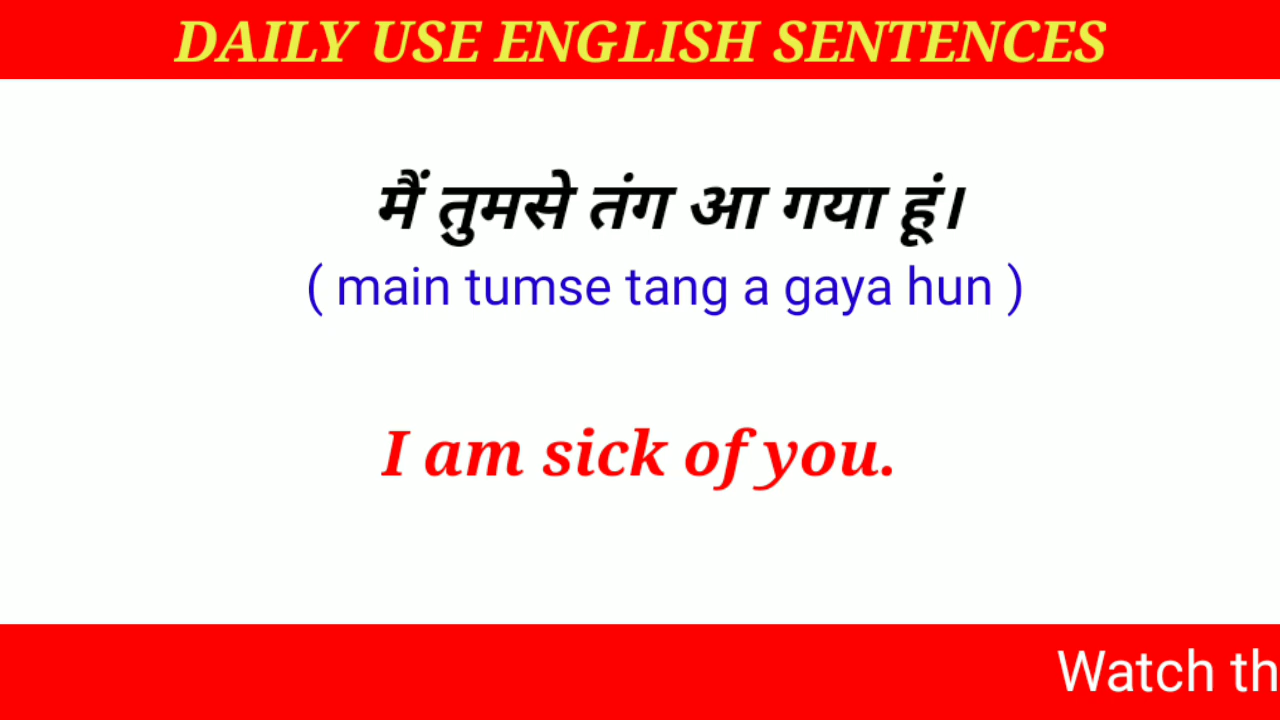 DAILY USE ENGLISH SENTENCES
मैं तुमसे तंग आ गया हूं।
( main tumse tang a gaya hun )
I am sick of you.
Watch th